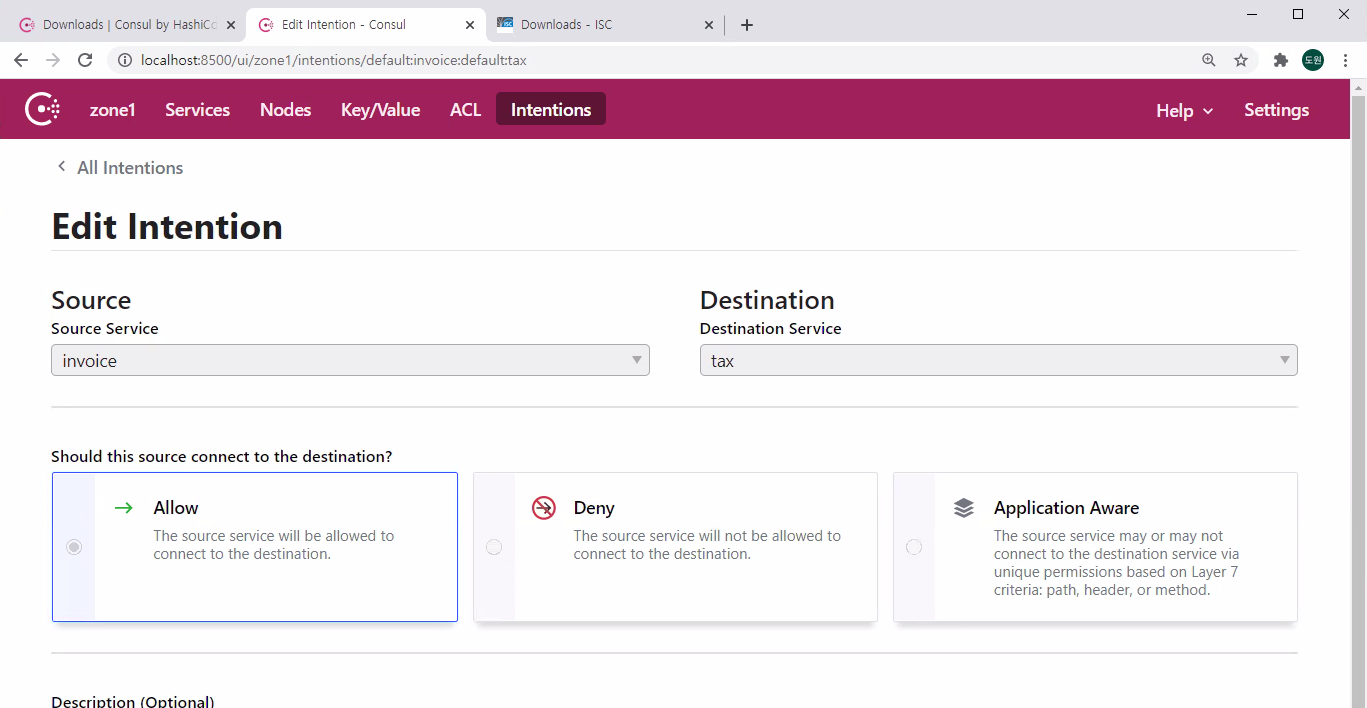 Downloads | Consul by HashiCo
Edit Intention - Consul
Downloads - ISC
localhost:8500/ui/zone1/intentions/default:invoice:default:tax
도원
zone1 Services Nodes Key/Value ACL Intentions Help Settings
All Intentions
Edit Intention
Source
Source Service
invoice
Destination
Destination Service
tax
Should this source connect to the destination?
Allow
The source service will be allowed to
connect to the destination.
Deny
The source service will not be allowed to
connect to the destination.
Application Aware
The source service may or may not
connect to the destination service via
unique permissions based on Layer 7
criteria: path, header, or method.
Description (Optional)